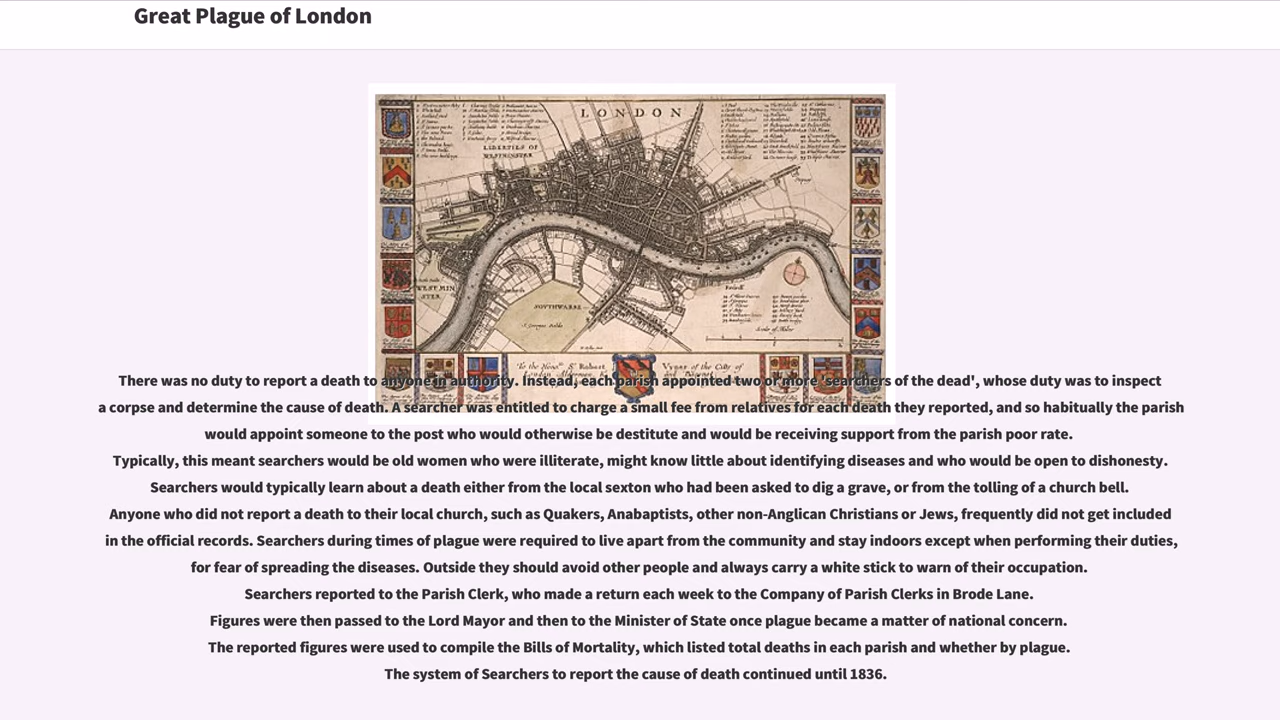 Great Plague of London
LONDON
LIBERTIES OF
WESTMINSTER
WESTMIN
STER
SOUTHWARKE
To the Hono.ll Sr Robert Vyner
London
There was no duty to report a death to anyone in authority. Instead, each parish appointed two or more 'searchers of the dead', whose duty was to inspect
a corpse and determine the cause of death. A searcher was entitled to charge a small fee from relatives for each death they reported, and so habitually the parish
would appoint someone to the post who would otherwise be destitute and would be receiving support from the parish poor rate.
Typically, this meant searchers would be old women who were illiterate, might know little about identifying diseases and who would be open to dishonesty.
Searchers would typically learn about a death either from the local sexton who had been asked to dig a grave, or from the tolling of a church bell.
Anyone who did not report a death to their local church, such as Quakers, Anabaptists, other non-Anglican Christians or Jews, frequently did not get included
in the official records. Searchers during times of plague were required to live apart from the community and stay indoors except when performing their duties,
for fear of spreading the diseases. Outside they should avoid other people and always carry a white stick to warn of their occupation.
Searchers reported to the Parish Clerk, who made a return each week to the Company of Parish Clerks in Brode Lane.
Figures were then passed to the Lord Mayor and then to the Minister of State once plague became a matter of national concern.
The reported figures were used to compile the Bills of Mortality, which listed total deaths in each parish and whether by plague.
The system of Searchers to report the cause of death continued until 1836.